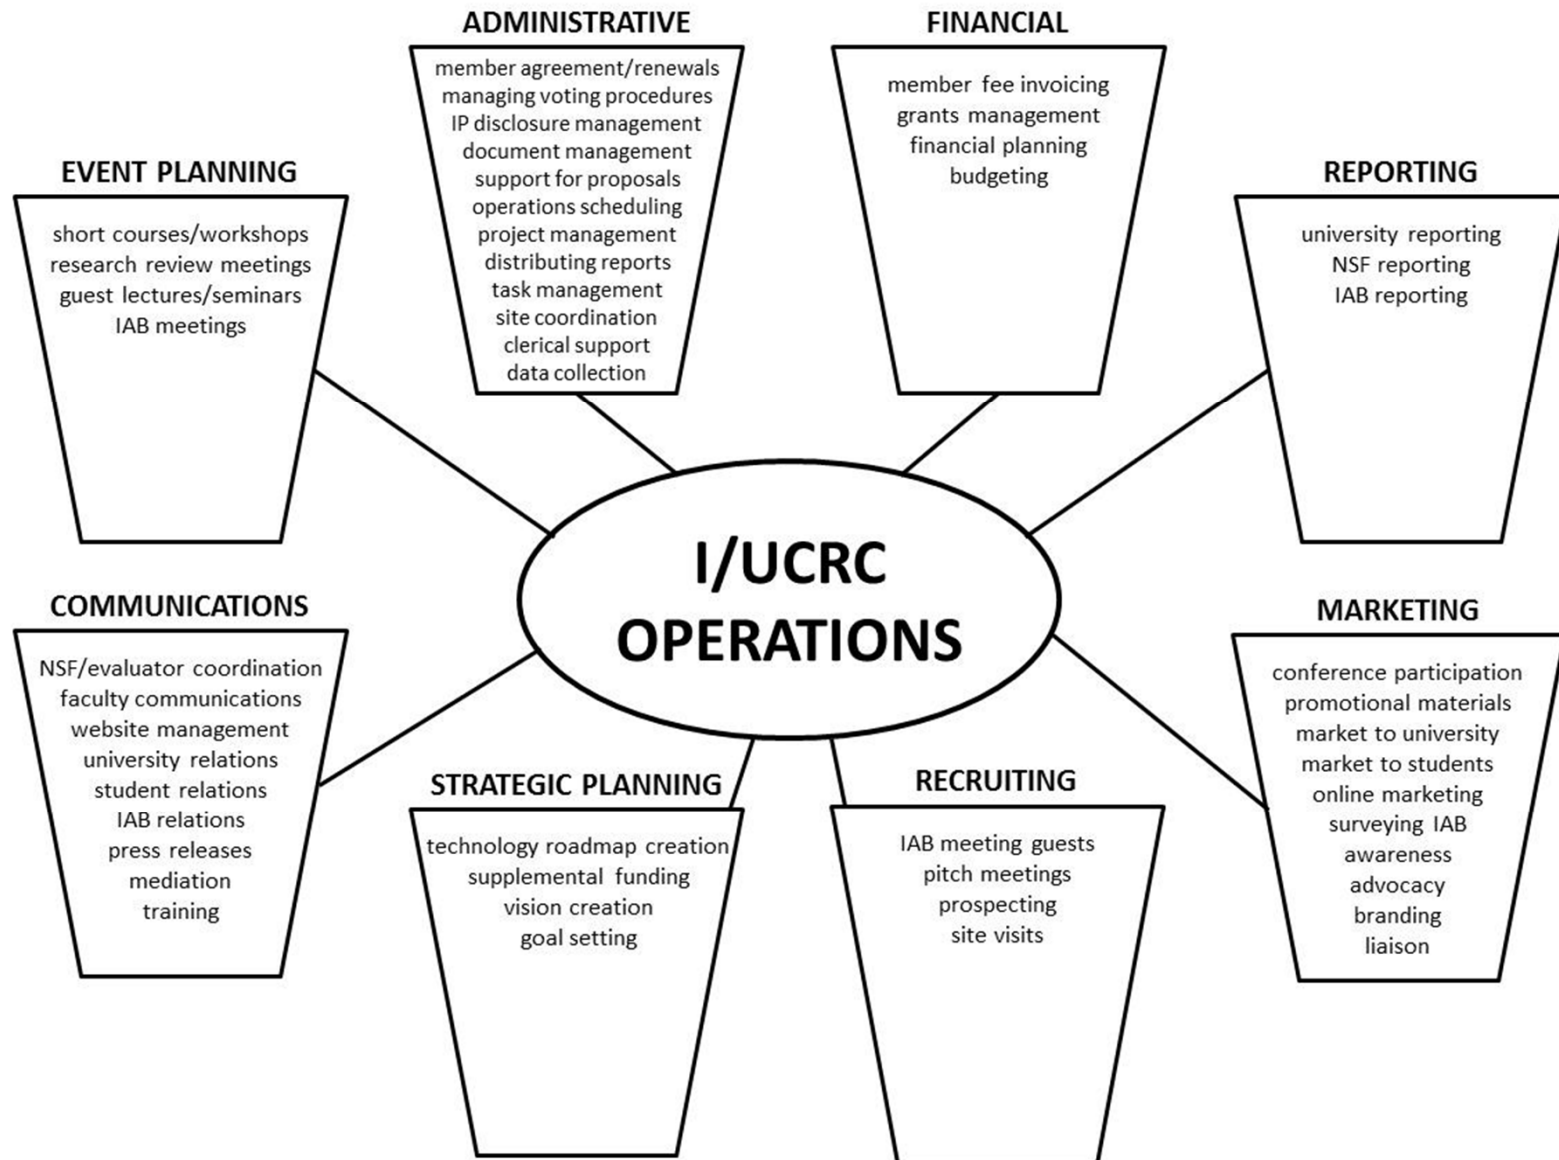 ADMINISTRATIVE
member agreement/renewals
managing voting procedures
IP disclosure management
document management
support for proposals
operations scheduling
project management
distributing reports
task management
site coordination
clerical support
data collection
FINANCIAL
member fee invoicing
grants management
financial planning
budgeting
EVENT PLANNING
short courses/workshops
research review meetings
guest lectures/seminars
IAB meetings
REPORTING
university reporting
NSF reporting
IAB reporting
I/UCRC
OPERATIONS
COMMUNICATIONS
NSF/evaluator coordination
faculty communications
website management
university relations
student relations
IAB relations
press releases
mediation
training
MARKETING
conference participation
promotional materials
market to university
market to students
online marketing
surveying IAB
awareness
advocacy
branding
liaison
STRATEGIC PLANNING
technology roadmap creation
supplemental funding
vision creation
goal setting
RECRUITING
IAB meeting guests
pitch meetings
prospecting
site visits